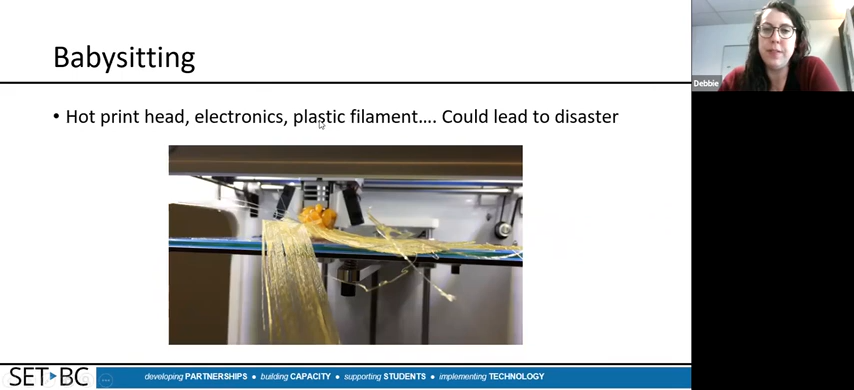 Babysitting
• Hot print head, electronics, plastic filament…. Could lead to disaster
Debbie
SET BC
developing PARTNERSHIPS ● building CAPACITY ● supporting STUDENTS ● implementing TECHNOLOGY